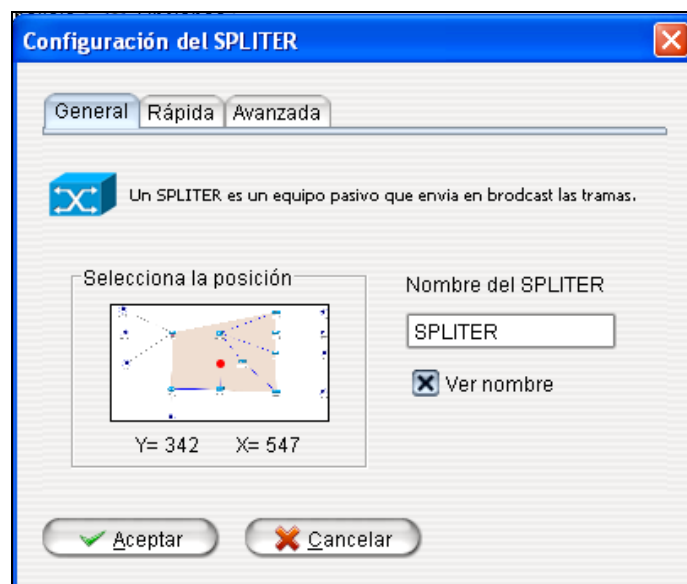 Configuración del SPLITER
General Rápida Avanzada
Un SPLITER es un equipo pasivo que envia en brodcast las tramas.
Selecciona la posición
Y= 342 X= 547
Nombre del SPLITER
SPLITER
Ver nombre
Aceptar Cancelar